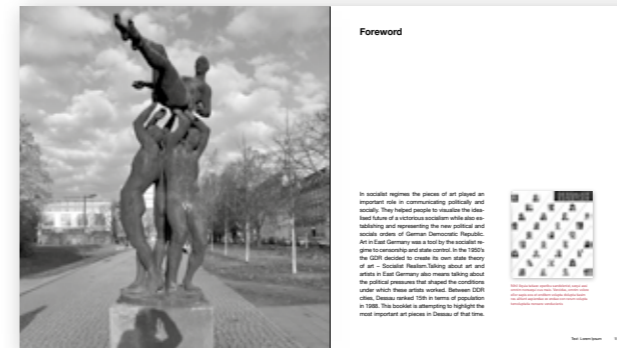 Foreword
In socialist regimes the pieces of art played an
important role in communicating politically and
socially. They helped people to visualize the idea-
lised future of a victorious socialism while also es-
tablishing and representing the new political and
socials orders of German Democratic Republic.
Art in East Germany was a tool by the socialist re-
gime to censorship and state control. In the 1950's
the GDR decided to create its own state theory
of art – Socialist Realism.Talking about art and
artists in East Germany also means talking about
the political pressures that shaped the conditions
under which these artists worked. Between DDR
cities, Dessau ranked 15th in terms of population
in 1988. This booklet is attempting to highlight the
most important art pieces in Dessau of that time.
Text Lorem Ipsum